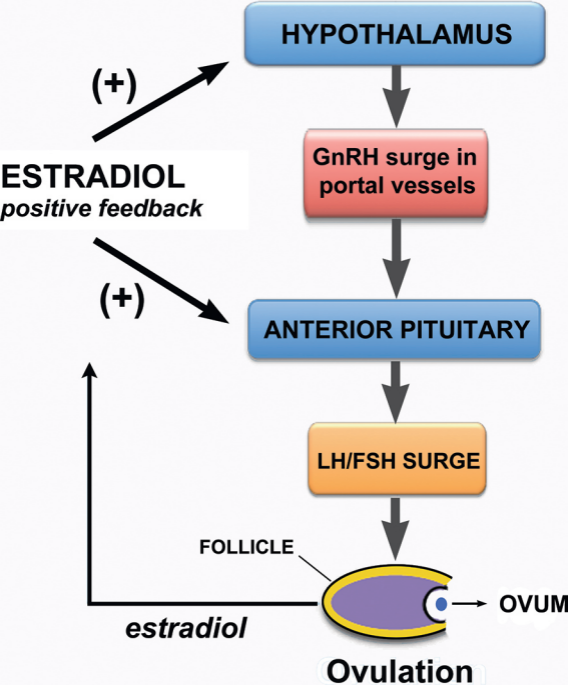 HYPOTHALAMUS
(+)
GnRH surge in
portal vessels
ESTRADIOL
positive feedback
(+)
ANTERIOR PITUITARY
LH/FSH SURGE
FOLLICLE
OVUM
estradiol
Ovulation